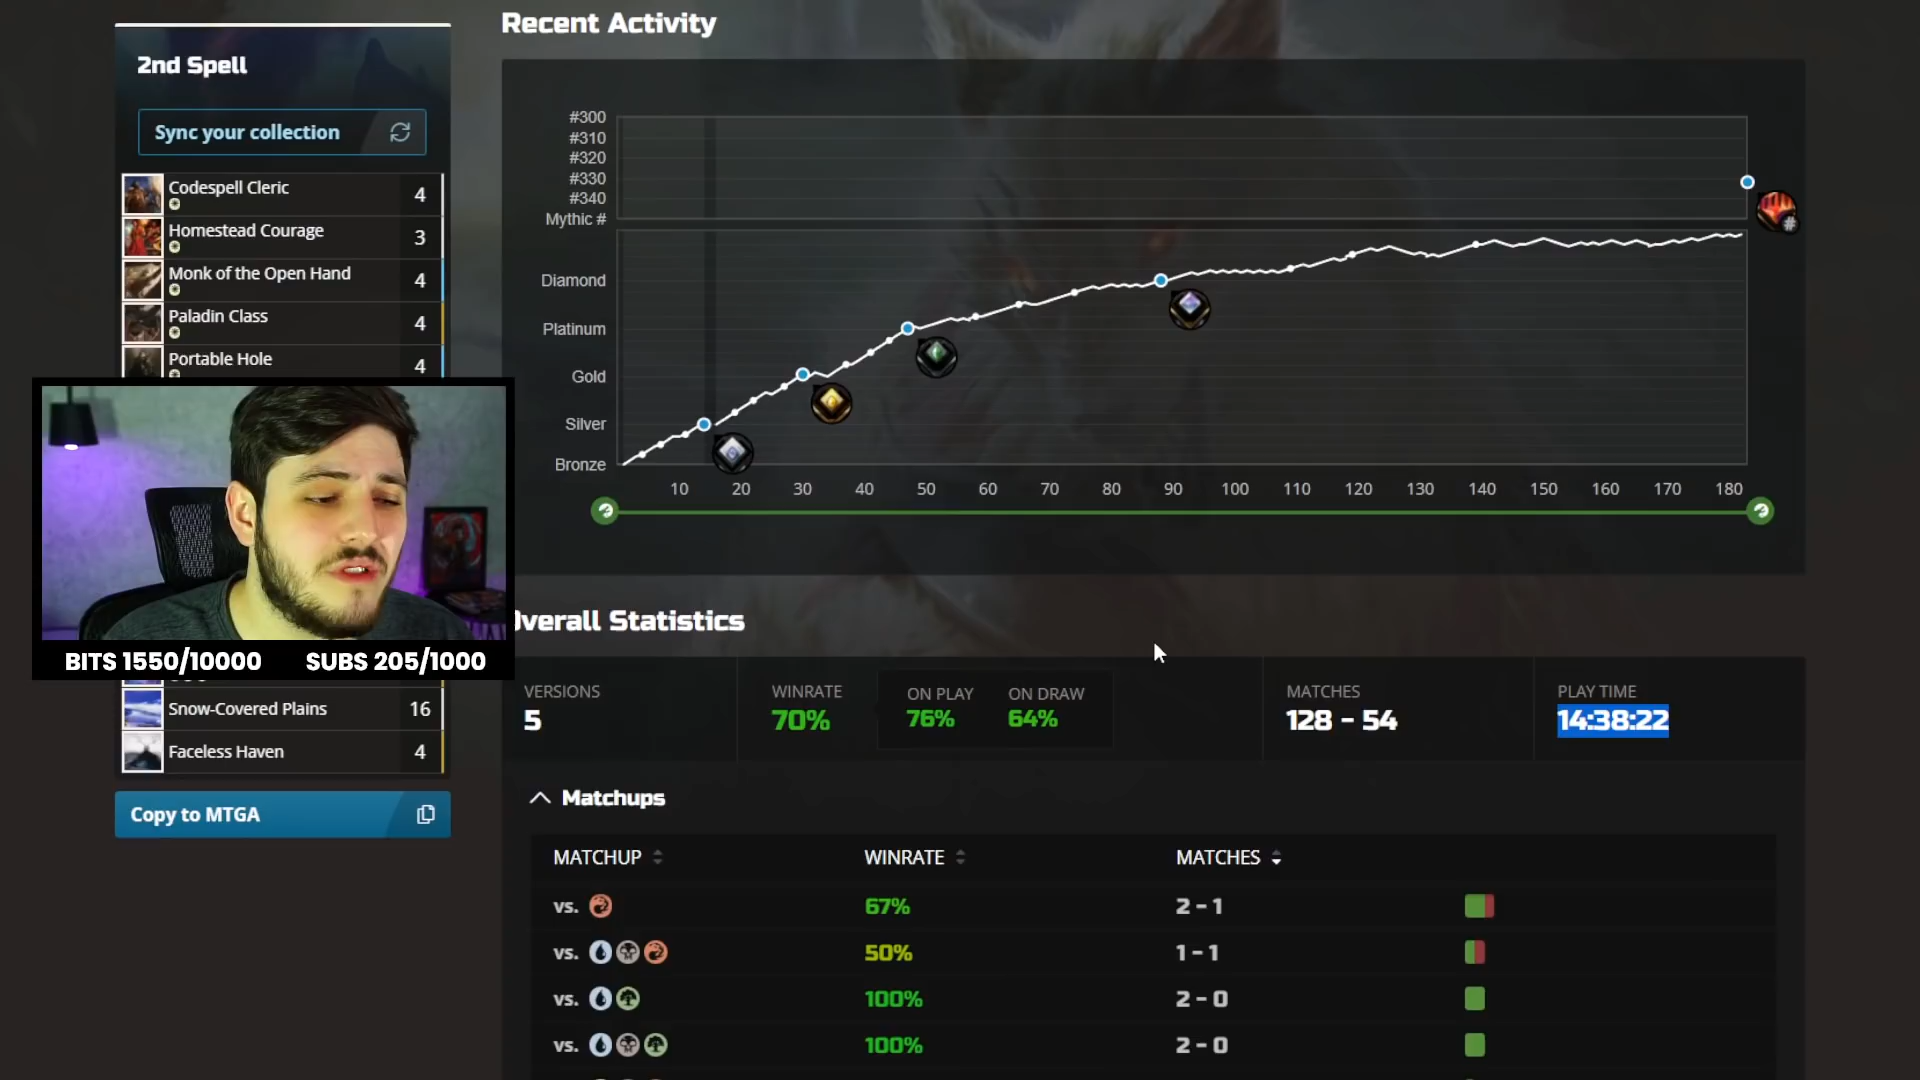 2nd Spell
Sync your collection
Codespell Cleric 4
Homestead Courage 3
Monk of the Open Hand 4
Paladin Class 4
Portable Hole 4
BITS 1550/10000 SUBS 205/1000
Snow-Covered Plains 16
Faceless Haven 4
Copy to MTGA
Recent Activity
#300
#310
#320
#330
#340
Mythic #
Diamond
Platinum
Gold
Silver
Bronze
10 20 30 40 50 60 70 80 90 100 110 120 130 140 150 160 170 180
Overall Statistics
VERSIONS WINRATE ON PLAY ON DRAW MATCHES PLAY TIME
5 70% 76% 64% 128 - 54 14:38:22
Matchups
MATCHUP WINRATE MATCHES
vs. 67% 2 - 1
vs. 50% 1 - 1
vs. 100% 2 - 0
vs. 100% 2 - 0